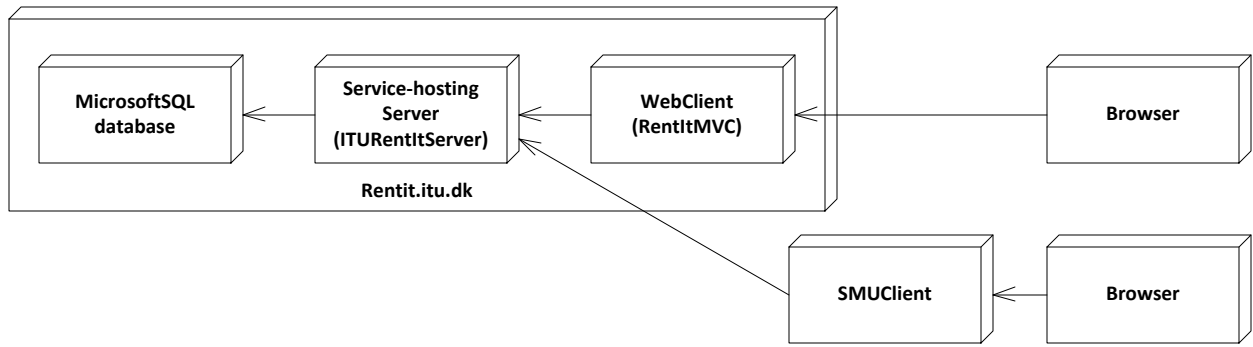 MicrosoftSQL
database
Service-hosting
Server
(ITURentItServer)
WebClient
(RentItMVC)
Browser
Rentit.itu.dk
SMUClient
Browser